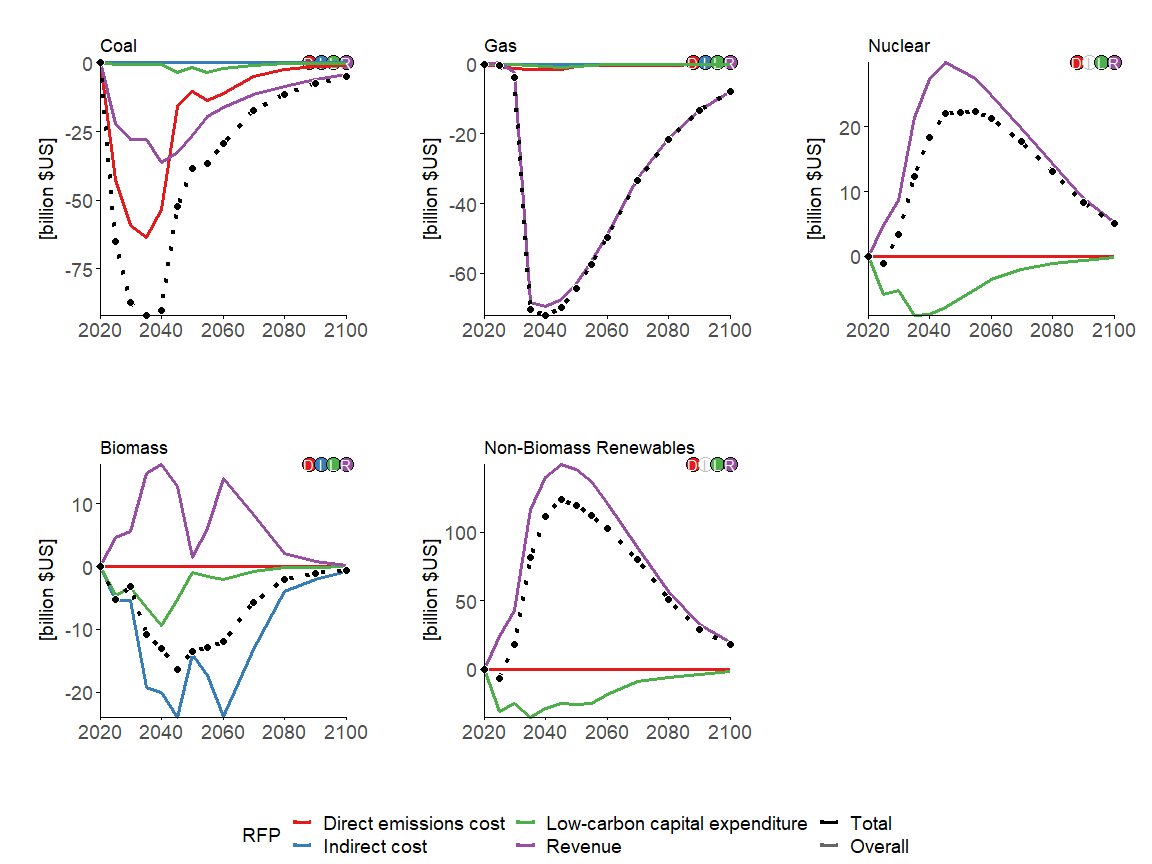 Coal
0
-25
-50
-75
[billion $US]
2020 2040 2060 2080 2100
D I L R
Gas
0
-20
-40
-60
[billion $US]
2020 2040 2060 2080 2100
D I L R
Nuclear
20
10
0
[billion $US]
2020 2040 2060 2080 2100
D I L R
Biomass
10
0
-10
-20
[billion $US]
2020 2040 2060 2080 2100
D I L R
Non-Biomass Renewables
100
50
0
[billion $US]
2020 2040 2060 2080 2100
D I L R
RFP
Direct emissions cost Low-carbon capital expenditure Total
Indirect cost Revenue Overall